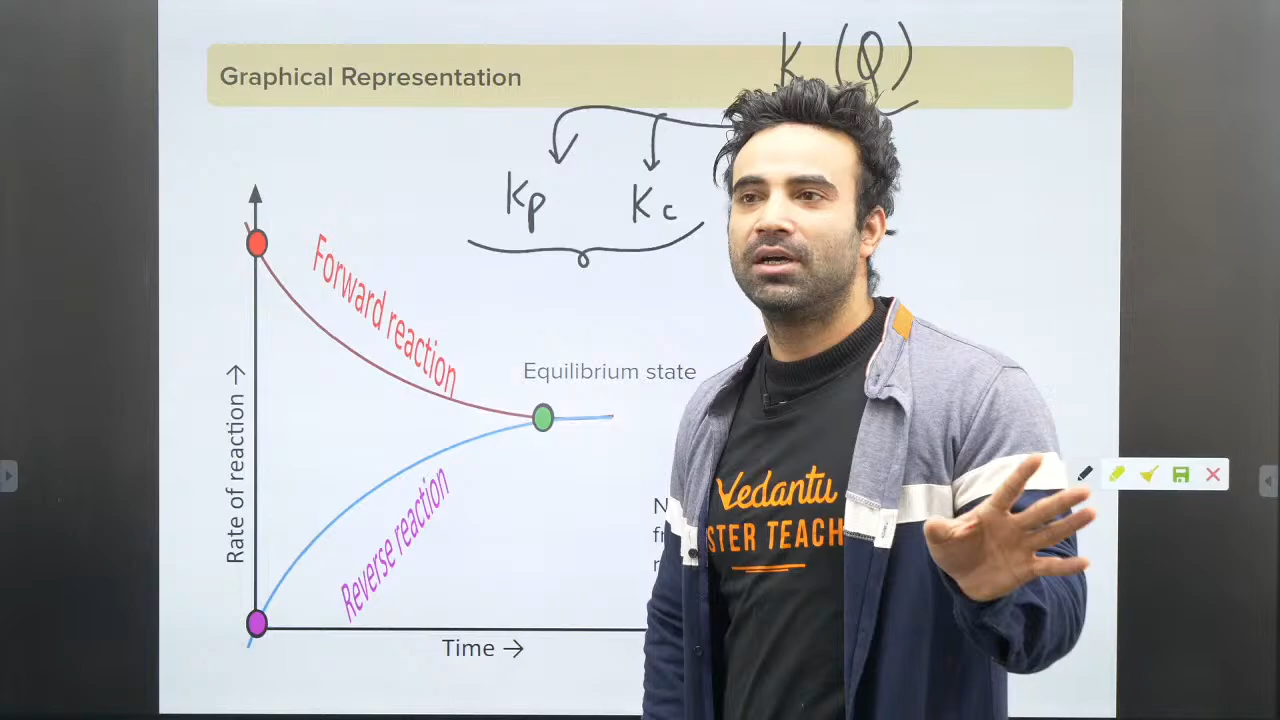 K (Q)
Graphical Representation
Kp Kc
Forward reaction
Equilibrium state
Rate of reaction →
Reverse reaction
Time →
Vedantu
STER TEACH